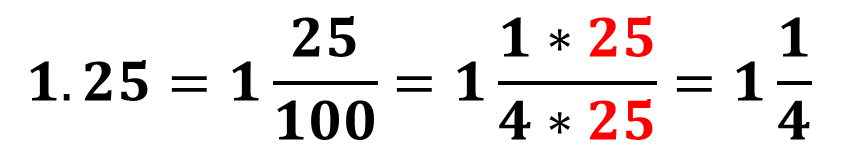 1.25 = 1 25/100 = 1 1 * 25/4 * 25 = 1 1/4